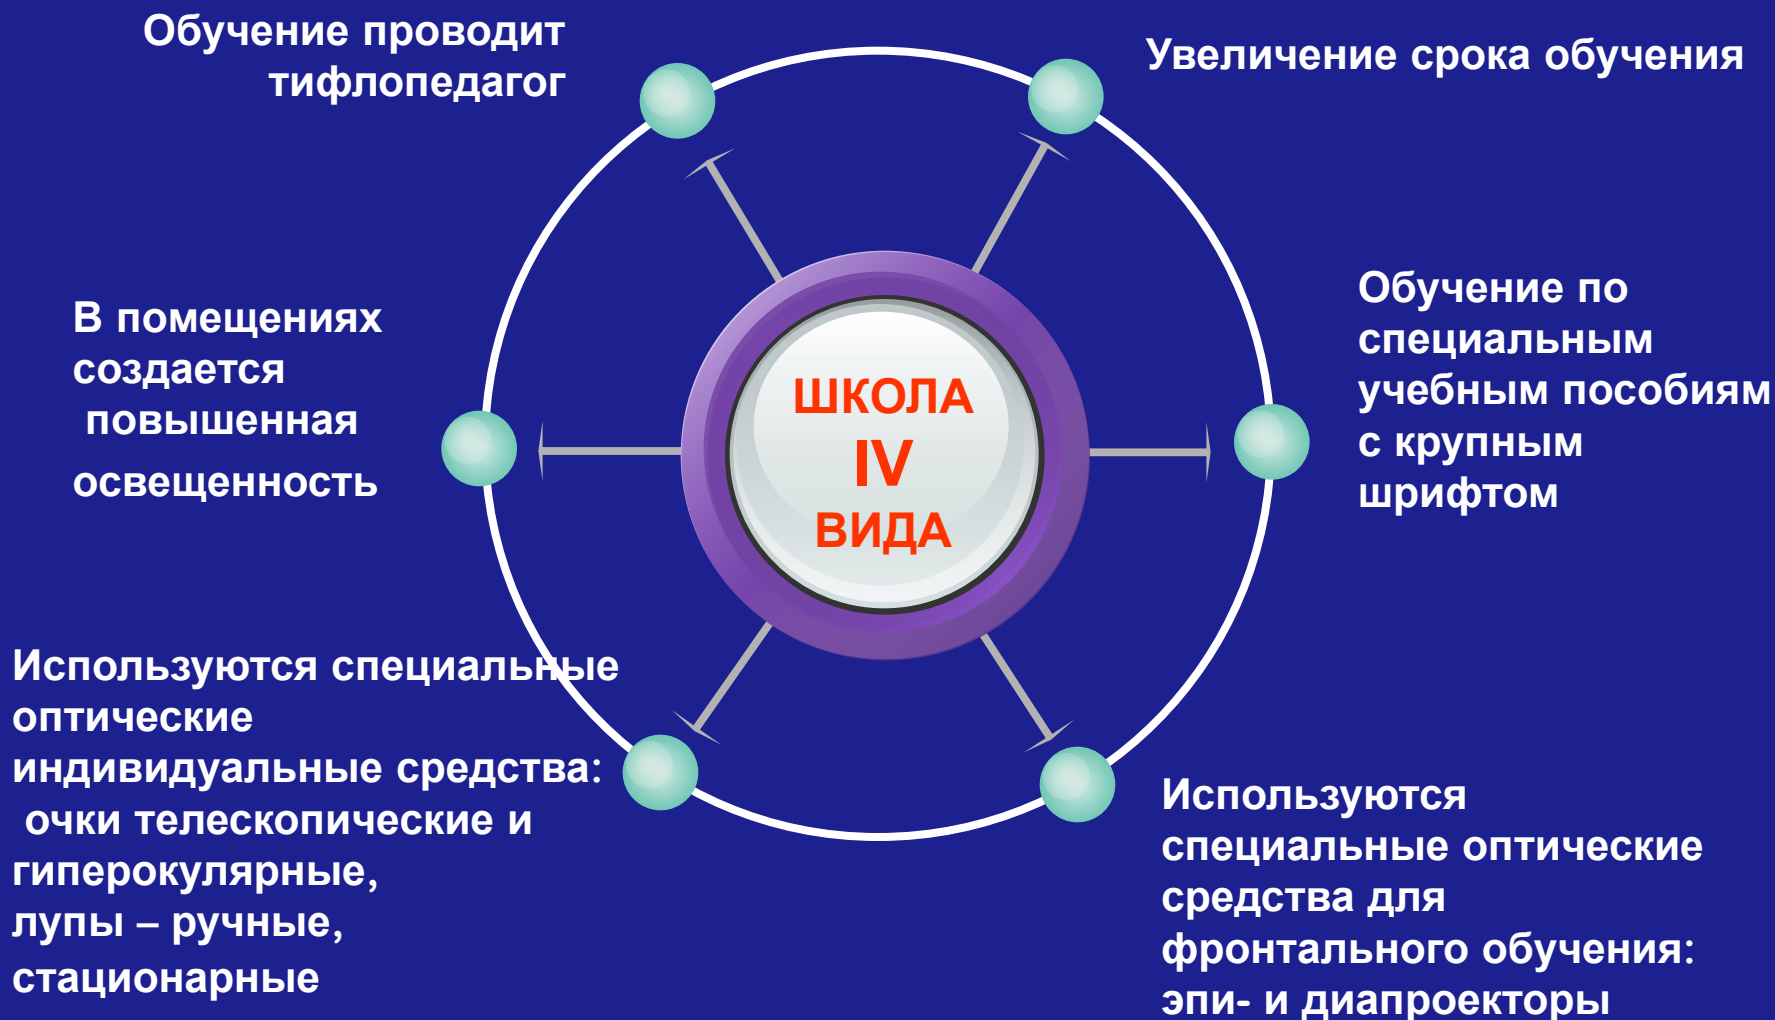 Обучение проводит
тифлопедагог
Увеличение срока обучения
В помещениях
создается
повышенная
освещенность
ШКОЛА
IV
ВИДА
Обучение по
специальным
учебным пособиям
с крупным
шрифтом
Используются специальные
оптические
индивидуальные средства:
очки телескопические и
гиперокулярные,
лупы – ручные,
стационарные
Используются
специальные оптические
средства для
фронтального обучения:
эпи- и диапроекторы